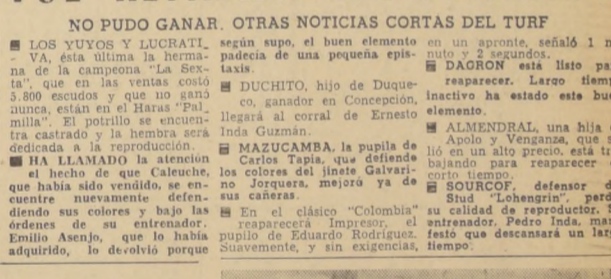 NO PUDO GANAR. OTRAS NOTICIAS CORTAS DEL TURF
LOS YUYOS Y LUCRATI-
VA, ésta última la herma-
na de la campeona "La Sex-
ta", que en las ventas costó
5.800 escudos y que no ganó
nunca, están en el Haras "Pal
milla". El potrillo se encuen-
tra castrado y la hembra será
dedicada a la reproducción.
HA LLAMADO la atención
el hecho de que Caleuche,
que había sido vendido, se en-
cuentre nuevamente defen-
diendo sus colores y bajo las
órdenes de su entrenador.
Emilio Asenjo, que lo había
adquirido, lo devolvió porque
según supo, el buen elemento
padecía de una pequeña epis-
taxis.
DUCHITO, hijo de Duque-
co, ganador en Concepción,
llegará al corral de Ernesto
Inda Guzmán.
MAZUCAMBA, la pupila de
Carlos Tapia, que defiende
los colores del jinete Galvari-
no Jorquera, mejoró ya de
sus cañeras.
En el clásico "Colombia"
reaparecerá Impresor, el
pupilo de Eduardo Rodríguez.
Suavemente, y sin exigencias,
en un apronte, señaló 1
nuto y 2 segundos.
DAGRON está listo pa
reaparecer. Largo tiem
inactivo ha estado este bue
elemento.
ALMENDRAL, una hija
Apolo y Venganza, que s
lió en un alto precio, está tr
bajando para reaparecer
corto tiempo.
SOURCOF, defensor d
Stud "Lohengrin", perd
su calidad de reproductor.
entrenador, Pedro Inda, ma
festó que descansará un larg
tiempo.